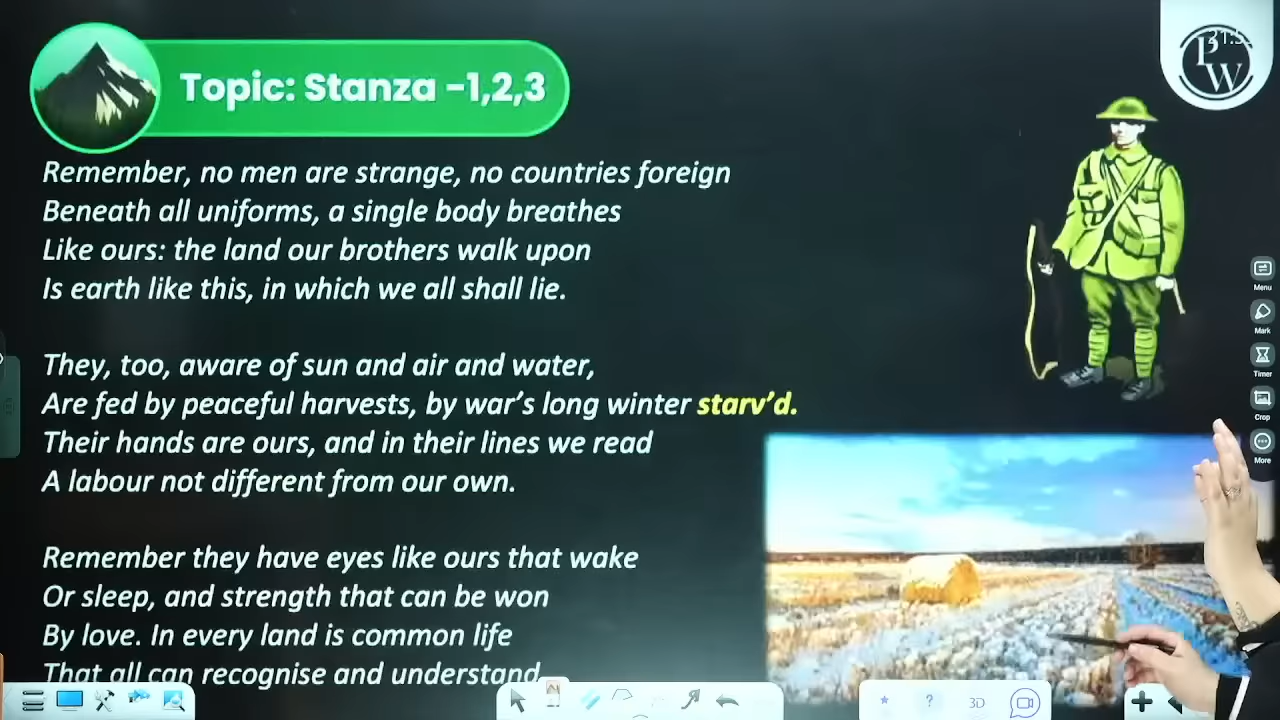 Topic: Stanza -1,2,3
PW
Remember, no men are strange, no countries foreign
Beneath all uniforms, a single body breathes
Like ours: the land our brothers walk upon
Is earth like this, in which we all shall lie.
They, too, aware of sun and air and water,
Are fed by peaceful harvests, by war's long winter starv'd.
Their hands are ours, and in their lines we read
A labour not different from our own.
Remember they have eyes like ours that wake
Or sleep, and strength that can be won
By love. In every land is common life
That all can recognise and understand
Menu
Mark
Timer
Crop
More
?
3D